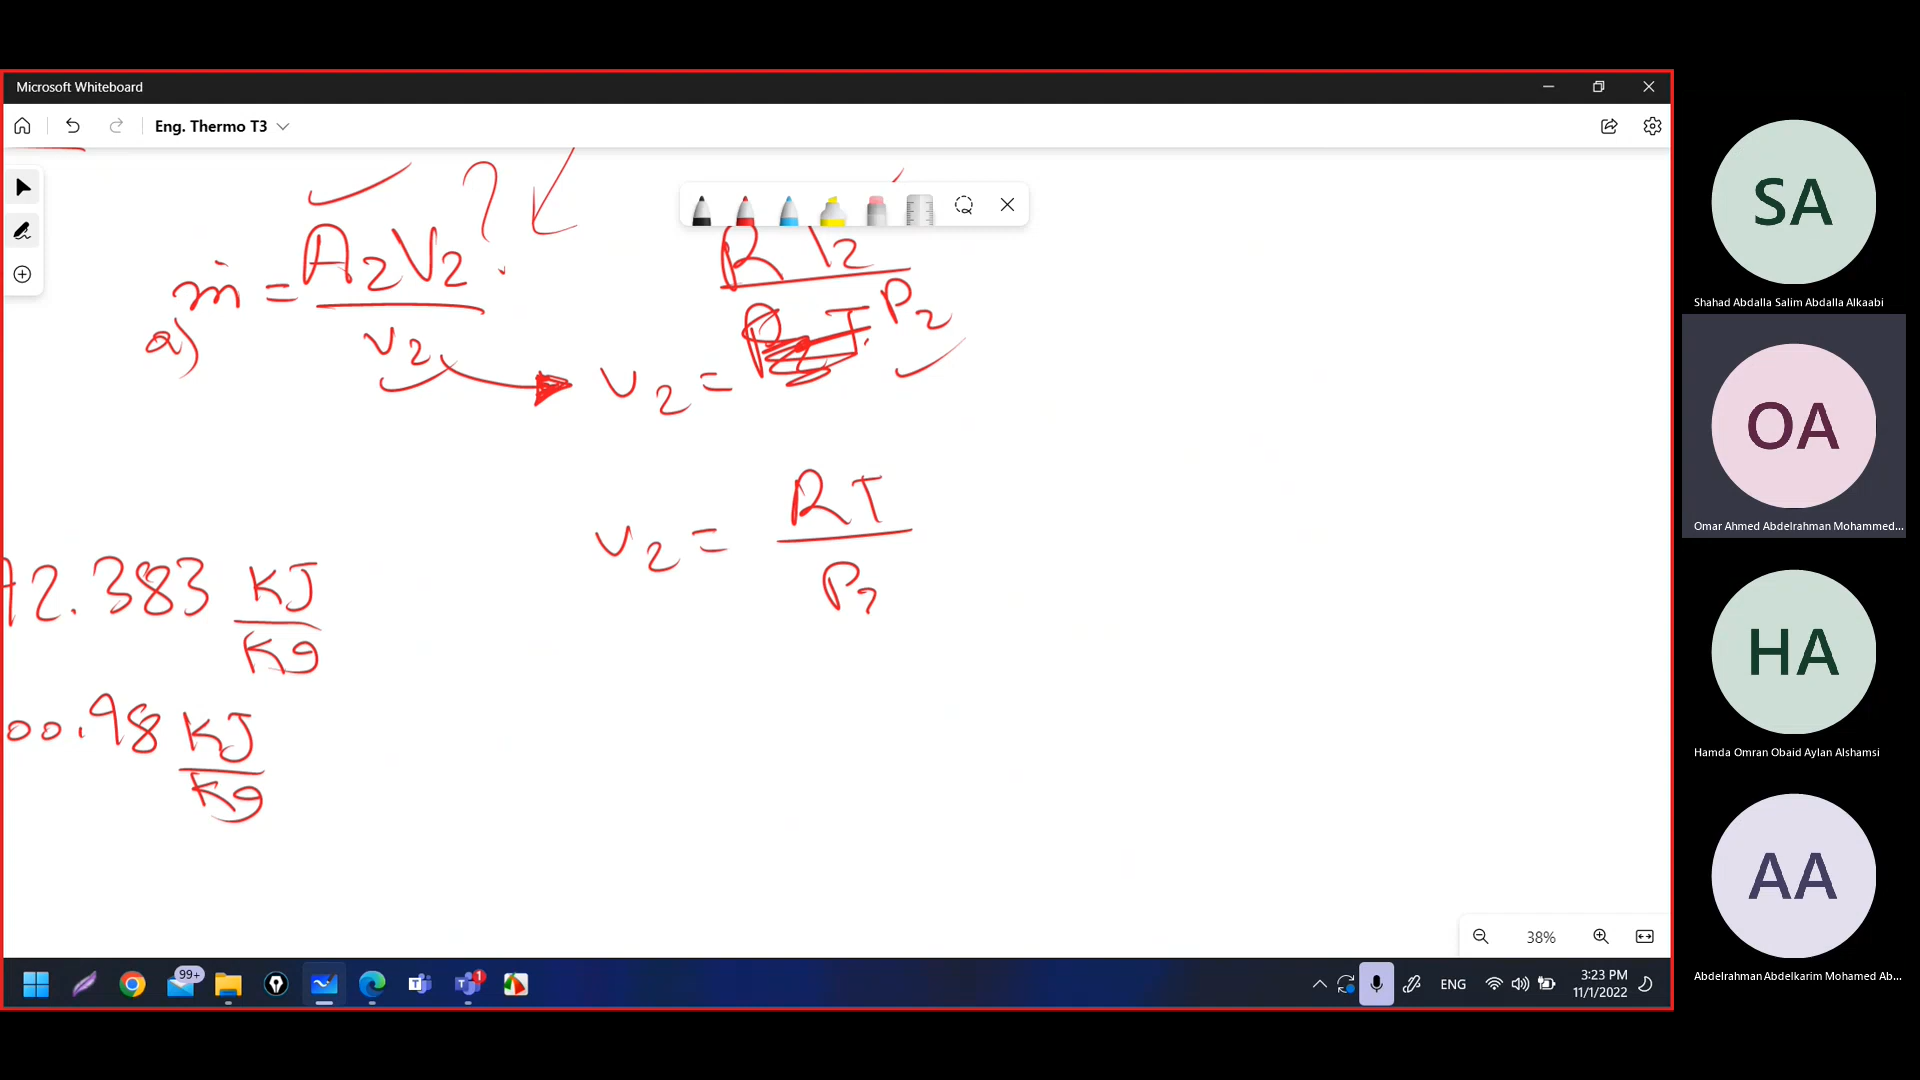 Microsoft Whiteboard
Eng. Thermo T3
ṁ = A2V2 ?
v2
a)
R T2
P2
v2 =
v2 = RT
P2
2.383 KJ
Kg
00.98 KJ
Kg
38%
SA
Shahad Abdalla Salim Abdalla Alkaabi
OA
Omar Ahmed Abdelrahman Mohammed...
HA
Hamda Omran Obaid Aylan Alshamsi
AA
Abdelrahman Abdelkarim Mohamed Ab...
99+
1
ENG
3:23 PM
11/1/2022